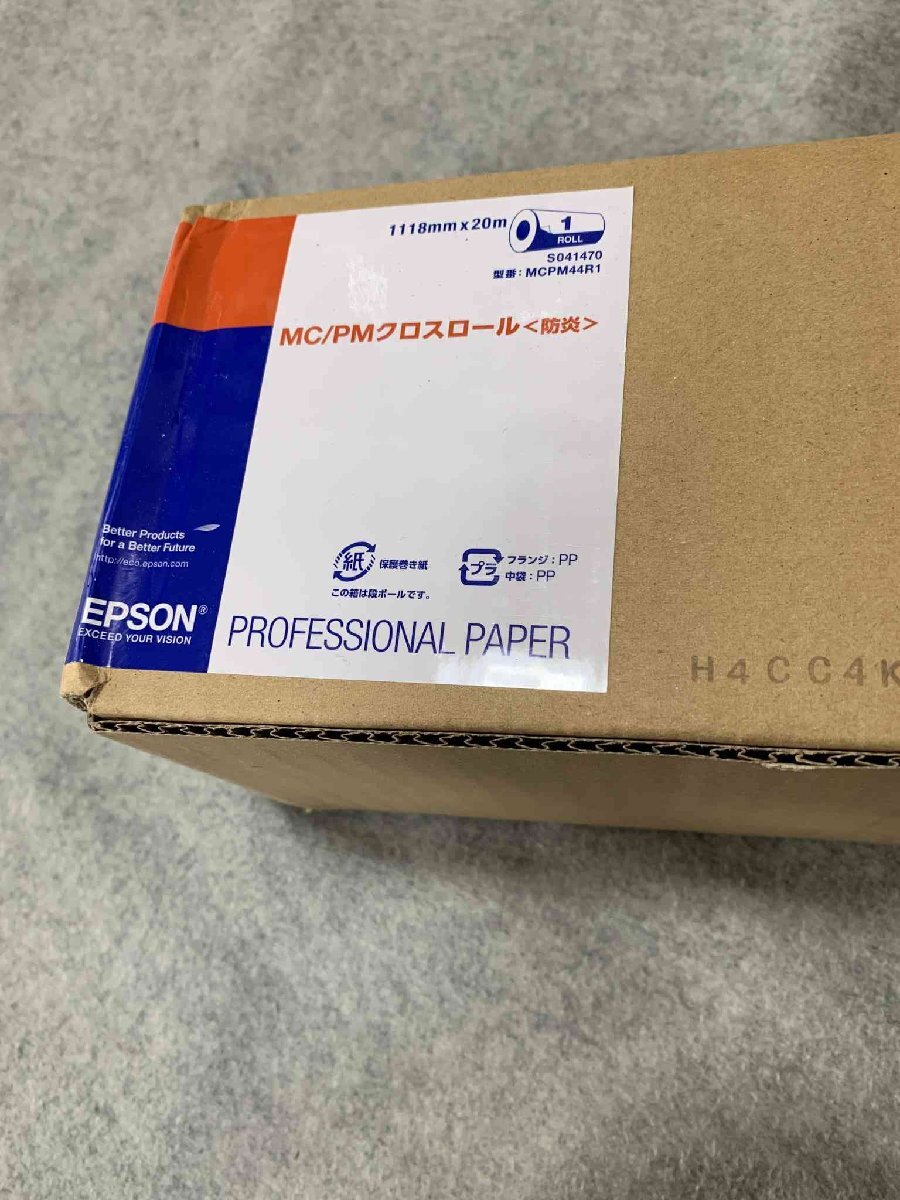 1118mm x 20m
1
ROLL
S041470
型番：MCPM44R1
MC/PMクロスロール<防炎>
Better Products
for a Better Future
http://eco.epson.com
EPSON®
EXCEED YOUR VISION
紙
保護巻き紙
この箱は段ボールです。
プラ
フランジ：PP
中袋：PP
PROFESSIONAL PAPER
H4CC4K